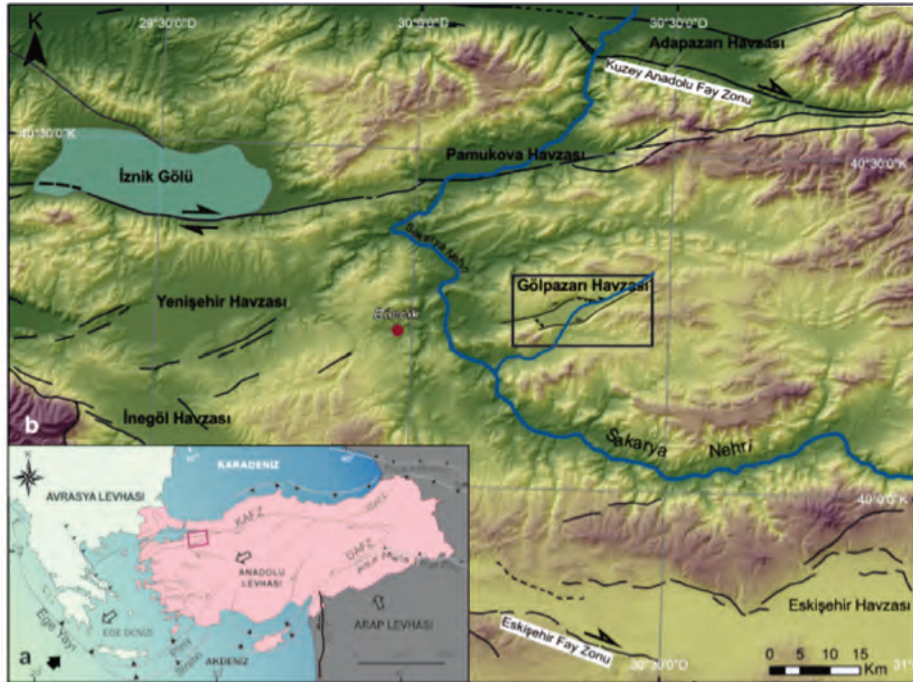 29°30'0"D
30°0'0"D
30°30'0"D
K
Adapazarı Havzası
Kuzey Anadolu Fay Zonu
40°30'0"K
Pamukova Havzası
40°30'0"K
İznik Gölü
Sakarya Nehri
Gölpazarı Havzası
Yenişehir Havzası
Bilecik
İnegöl Havzası
b
Sakarya Nehri
40°0'0"K
KARADENİZ
AVRASYA LEVHASI
KAFZ
DAFZ
ANADOLU
LEVHASI
Ege Yayı
EGE DENİZİ
ARAP LEVHASI
AKDENİZ
a
Eskişehir Havzası
Eskişehir Fay Zonu
30°30'0"D
0 5 10 15
Km